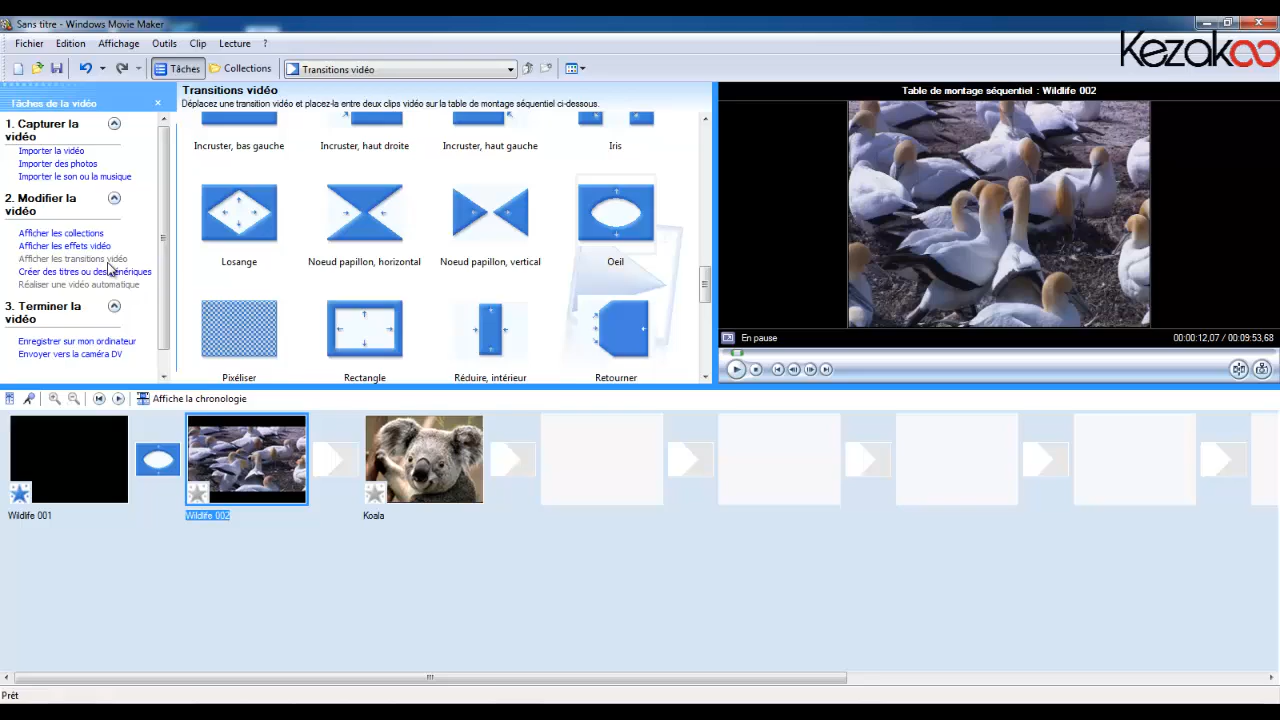 Sans titre - Windows Movie Maker
Fichier Edition Affichage Outils Clip Lecture ?
Kezakoo
Tâches Collections Transitions vidéo
Tâches de la vidéo
1. Capturer la
vidéo
Importer la vidéo
Importer des photos
Importer le son ou la musique
2. Modifier la
vidéo
Afficher les collections
Afficher les effets vidéo
Afficher les transitions vidéo
Créer des titres ou des génériques
Réaliser une vidéo automatique
3. Terminer la
vidéo
Enregistrer sur mon ordinateur
Envoyer vers la caméra DV
Transitions vidéo
Déplacez une transition vidéo et placez-la entre deux clips vidéo sur la table de montage séquentiel ci-dessous.
Incruster, bas gauche Incruster, haut droite Incruster, haut gauche Iris
Losange Noeud papillon, horizontal Noeud papillon, vertical Oeil
Pixéliser Rectangle Réduire, intérieur Retourner
Table de montage séquentiel : Wildlife 002
En pause 00:00:12,07 / 00:09:53,68
Affiche la chronologie
Wildlife 001 Wildlife 002 Koala
Prêt